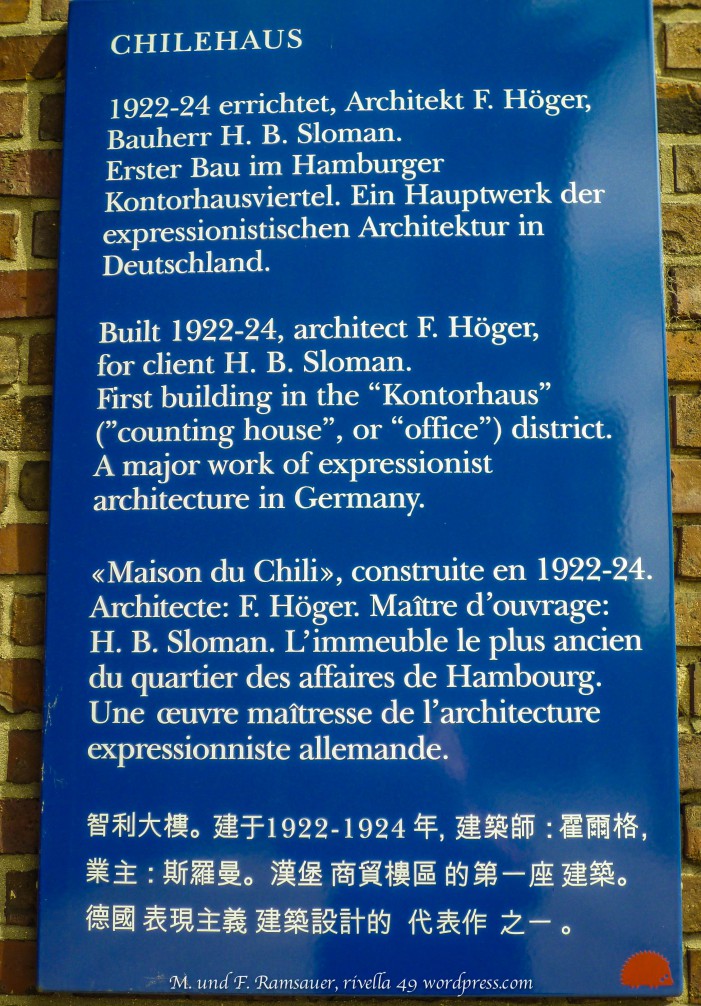 CHILEHAUS
1922-24 errichtet, Architekt F. Höger,
Bauherr H. B. Sloman.
Erster Bau im Hamburger
Kontorhausviertel. Ein Hauptwerk der
expressionistischen Architektur in
Deutschland.
Built 1922-24, architect F. Höger,
for client H. B. Sloman.
First building in the “Kontorhaus”
(”counting house”, or “office”) district.
A major work of expressionist
architecture in Germany.
«Maison du Chili», construite en 1922-24.
Architecte: F. Höger. Maître d’ouvrage:
H. B. Sloman. L’immeuble le plus ancien
du quartier des affaires de Hambourg.
Une œuvre maîtresse de l’architecture
expressionniste allemande.
智利大樓。建于1922-1924 年, 建築師 : 霍爾格,
業主 : 斯羅曼。漢堡 商貿樓區 的第一座 建築。
德國 表現主義 建築設計的 代表作 之一 。
M. und F. Ramsauer, rivella 49 wordpress.com